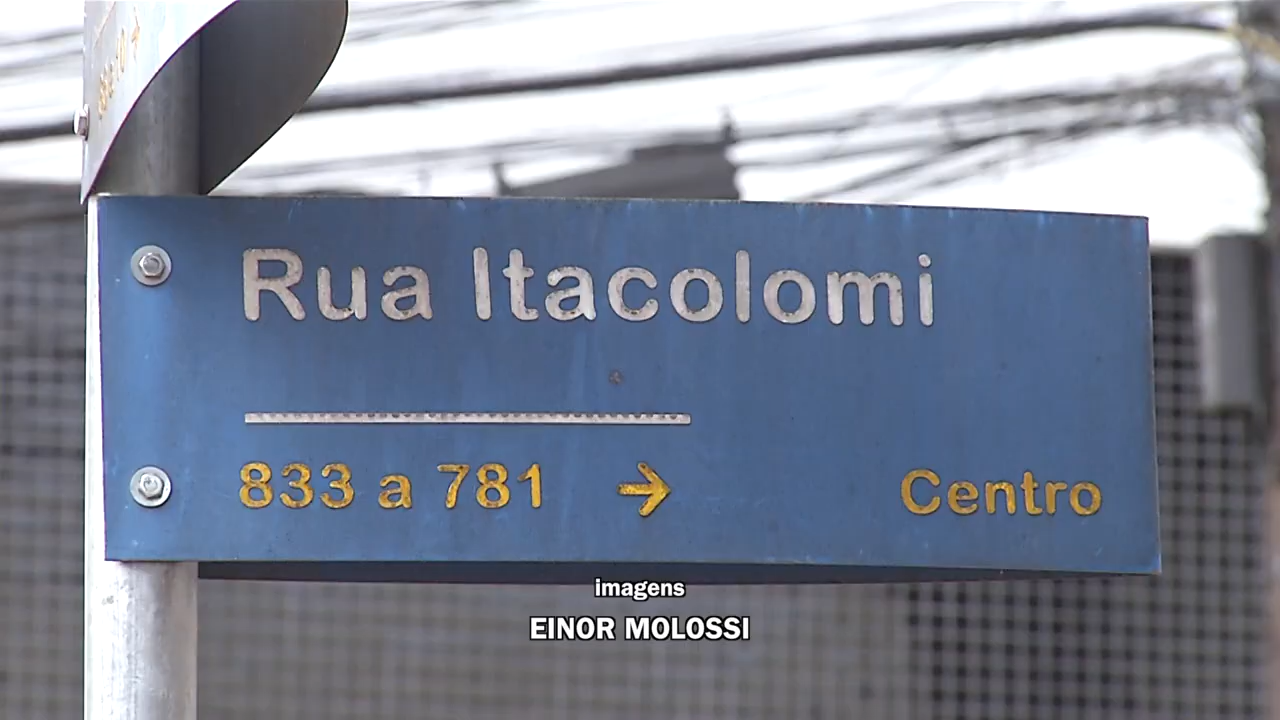 Rua Itacolomi
833 a 781 → Centro
imagens
EINOR MOLOSSI